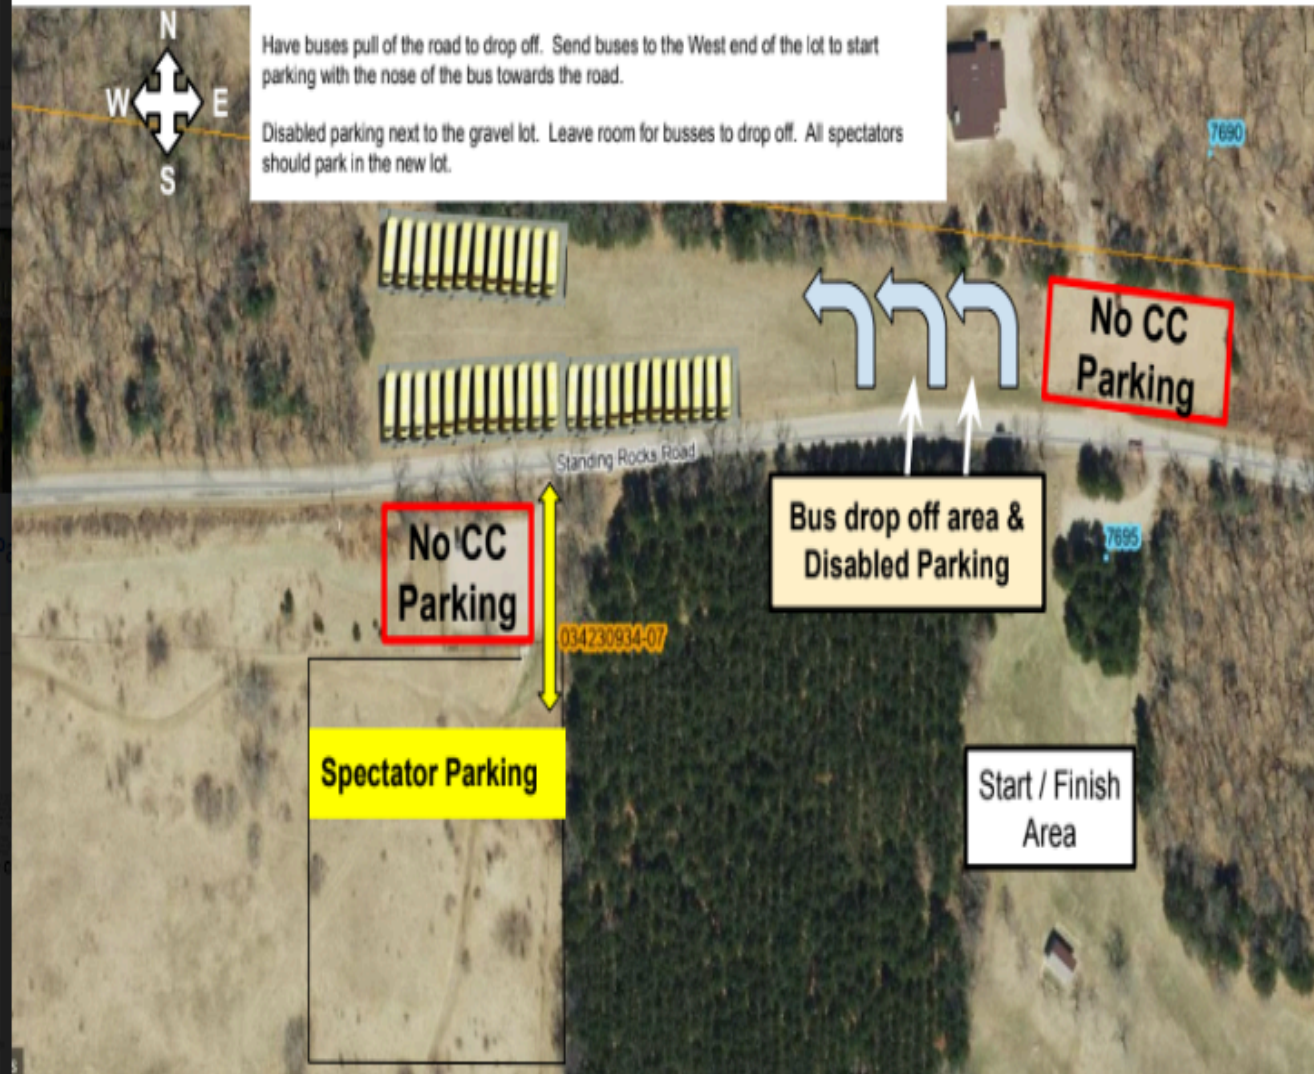 N
W E
S
Have buses pull of the road to drop off. Send buses to the West end of the lot to start
parking with the nose of the bus towards the road.
Disabled parking next to the gravel lot. Leave room for busses to drop off. All spectators
should park in the new lot.
7690
No CC
Parking
Standing Rocks Road
No CC
Parking
Bus drop off area &
Disabled Parking
7695
034230934-07
Spectator Parking
Start / Finish
Area